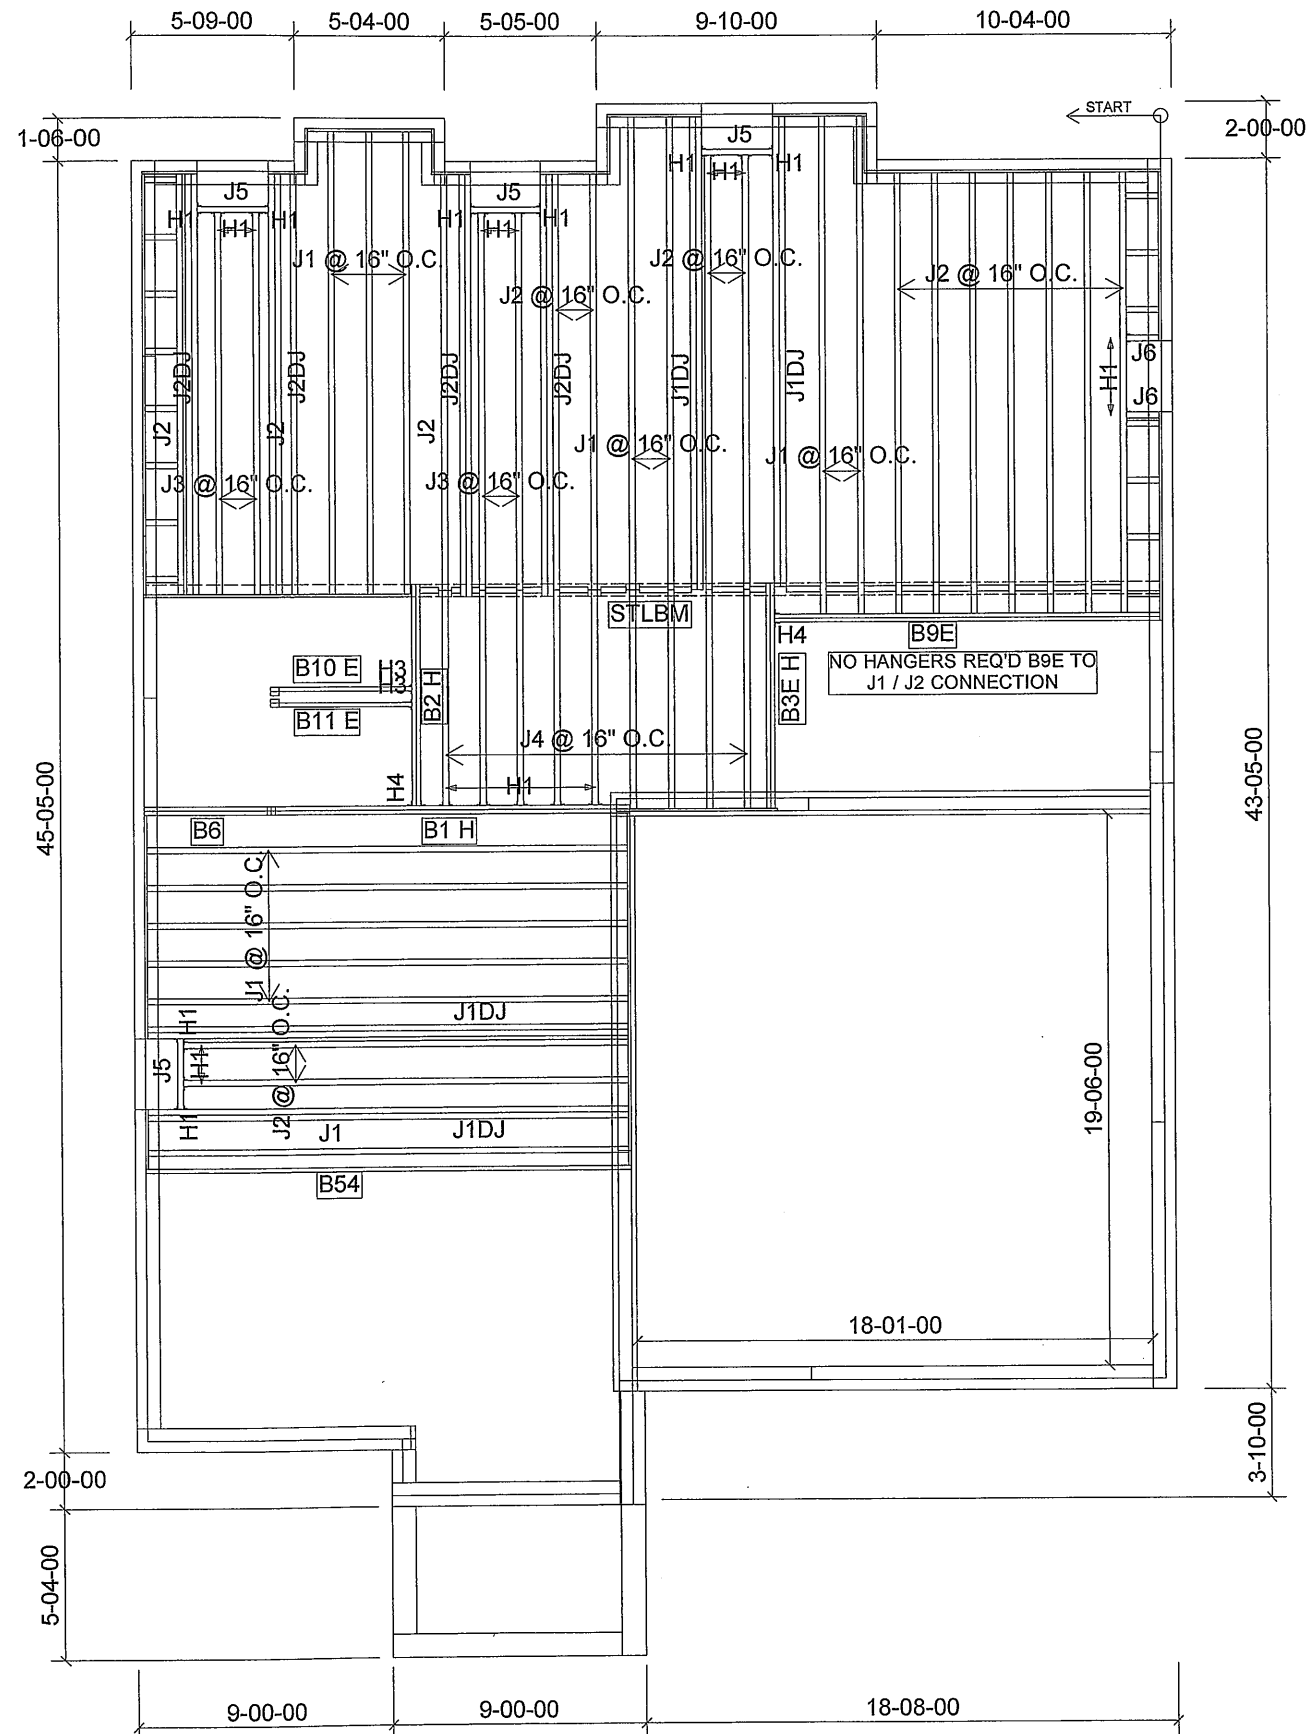 5-09-00
5-04-00
5-05-00
9-10-00
10-04-00
START
1-06-00
2-00-00
J5
J5
J5
H1
H1
H1
H1
H1
H1
H1
H1
H1
J1 @ 16" O.C.
J2 @ 16" O.C.
J2 @ 16" O.C.
J2 @ 16" O.C.
J2
J2DJ
J2
J2DJ
J2
J2DJ
J2DJ
J1DJ
J1DJ
H1
J6
J6
J1 @ 16" O.C.
J1 @ 16" O.C.
J3 @ 16" O.C.
J3 @ 16" O.C.
STLBM
H4
B9E
NO HANGERS REQ'D B9E TO
J1 / J2 CONNECTION
B10 E
H3
H3
B11 E
B2 H
B3E H
J4 @ 16" O.C.
H4
H1
45-05-00
43-05-00
B6
B1 H
J1 @ 16" O.C.
J1DJ
H1
J5
H1
J2 @ 16" O.C.
H1
J1
J1DJ
B54
19-06-00
18-01-00
2-00-00
3-10-00
5-04-00
9-00-00
9-00-00
18-08-00